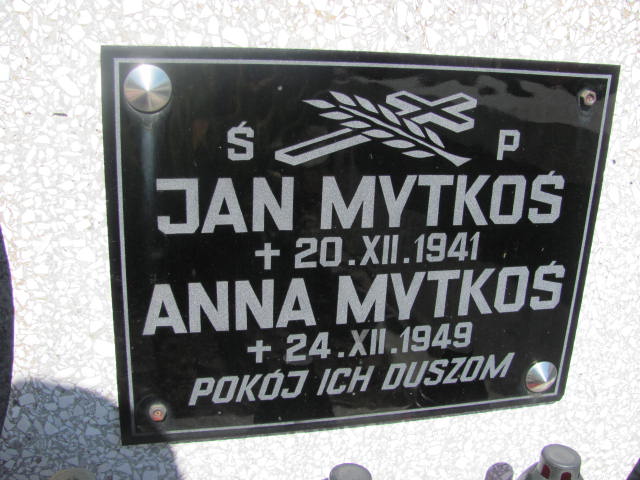 Ś P
JAN MYTKOŚ
+ 20.XII.1941
ANNA MYTKOŚ
+ 24.XII.1949
POKÓJ ICH DUSZOM